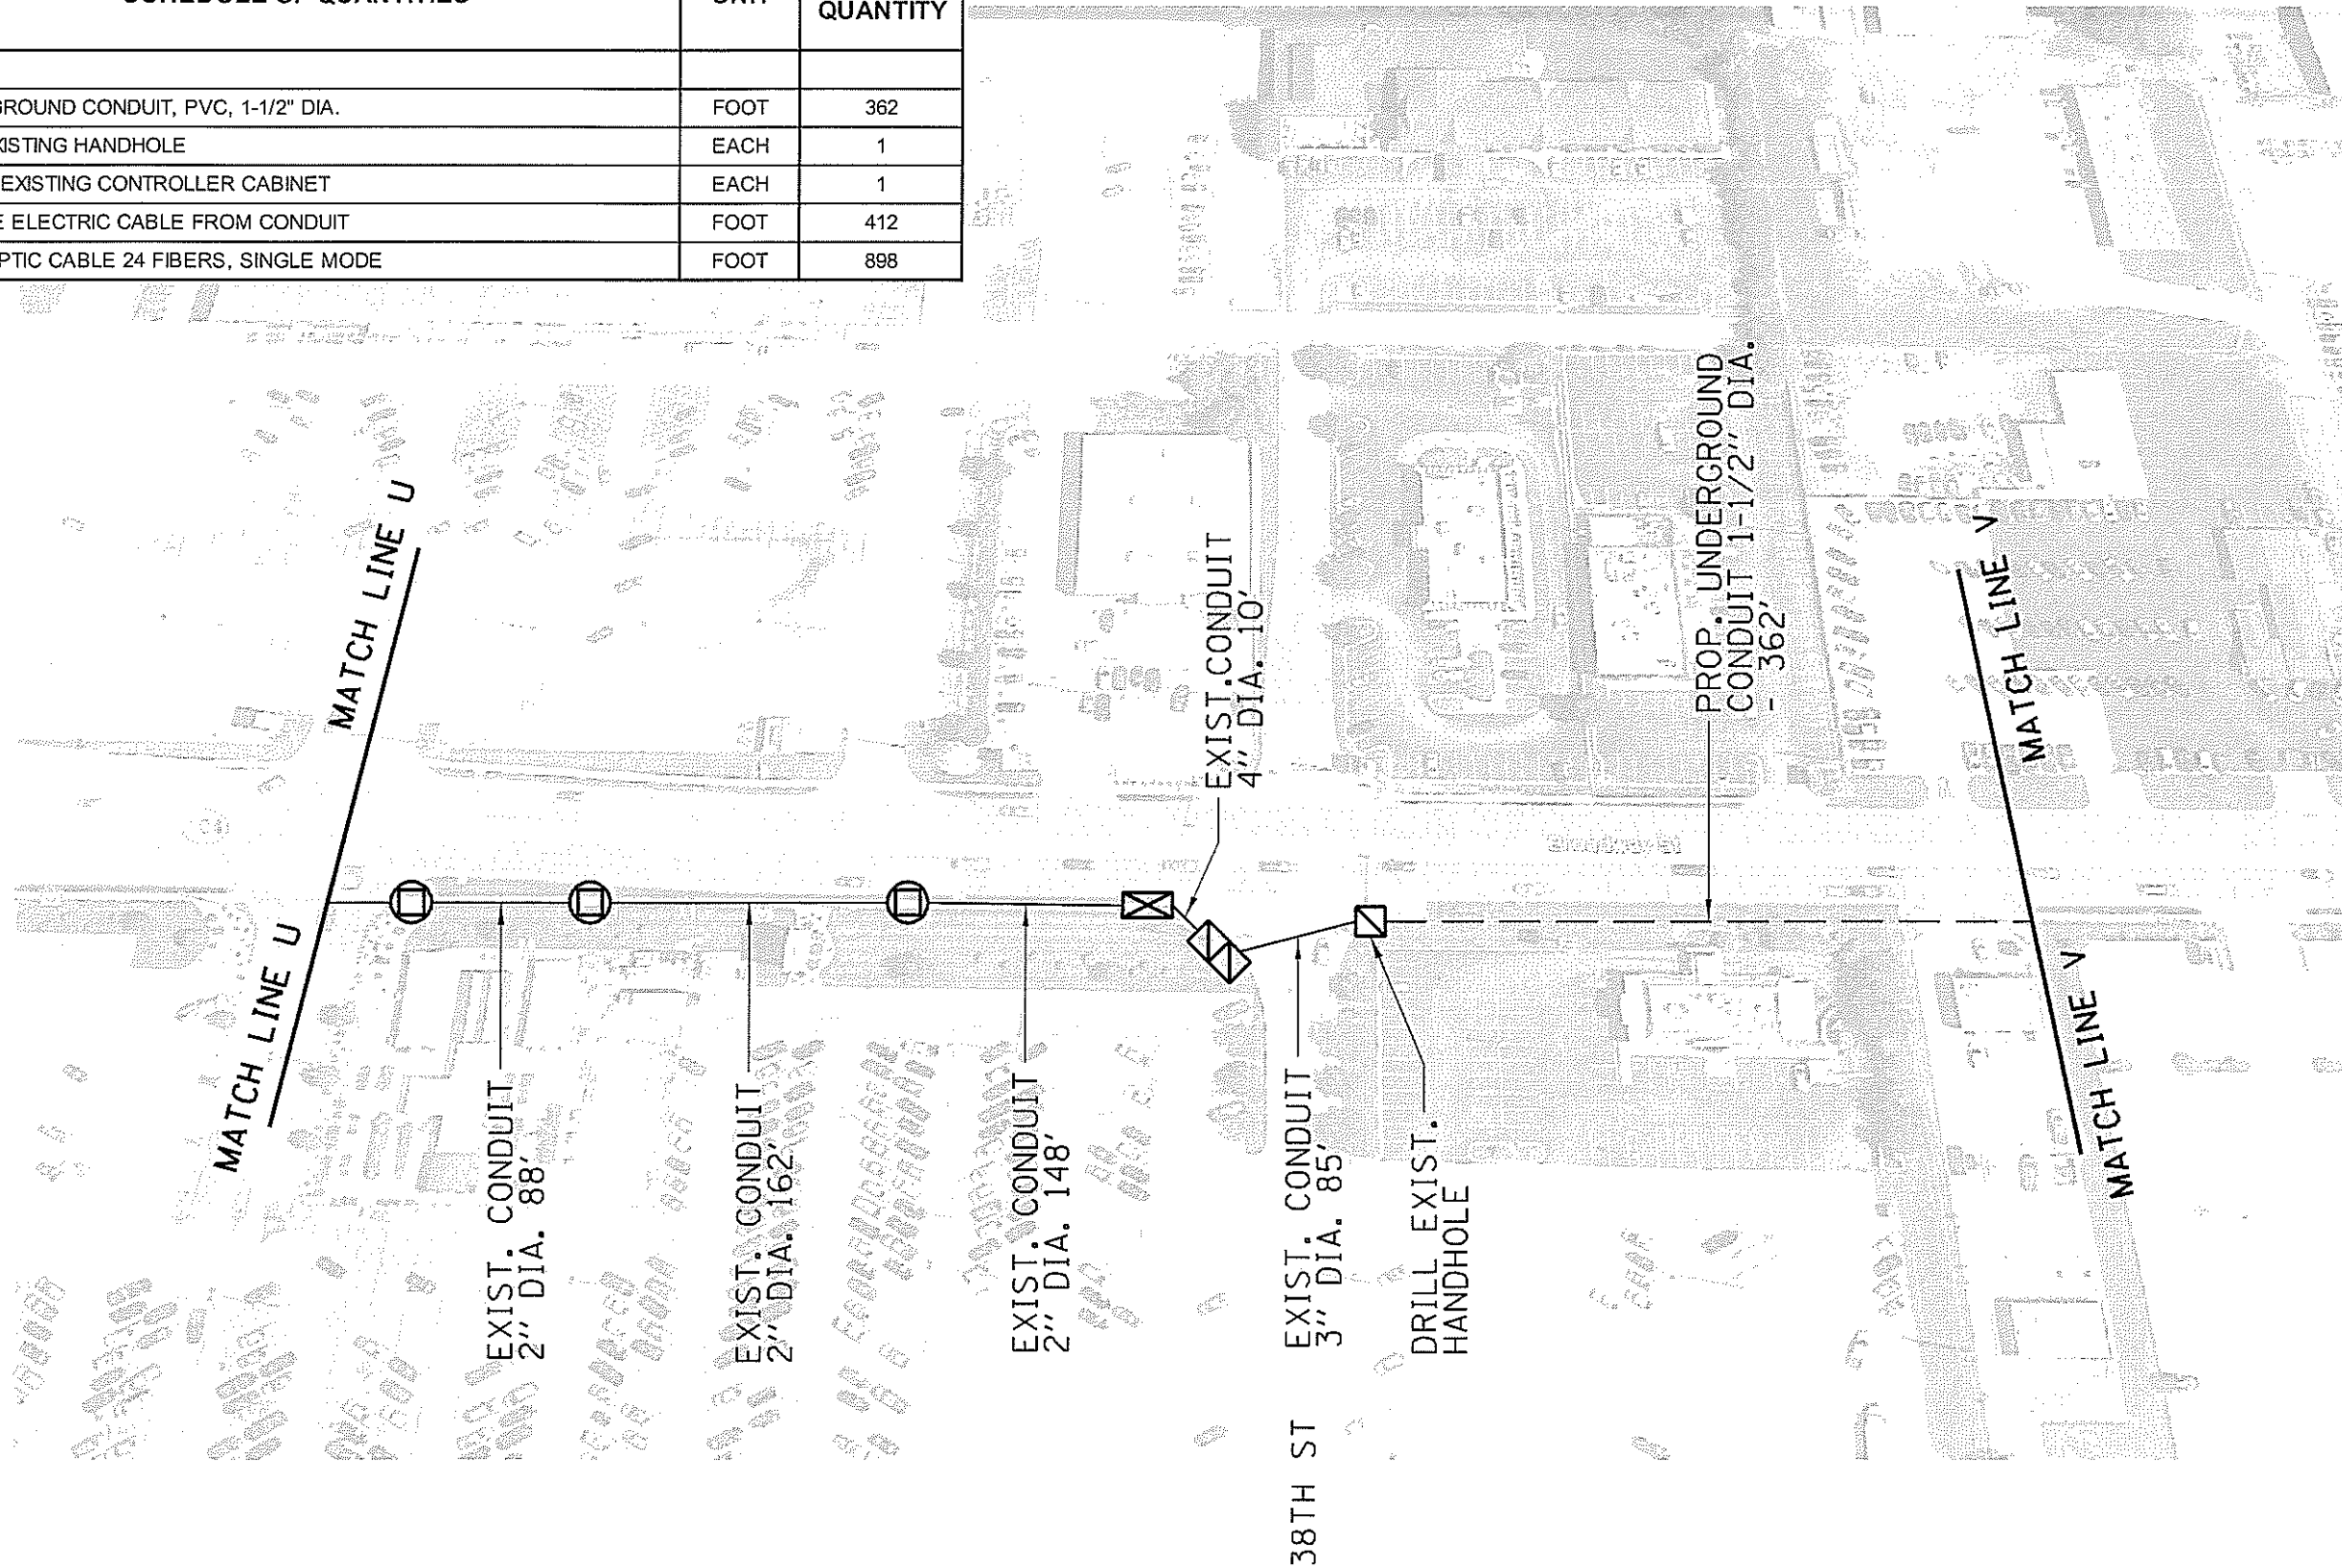 SCHEDULE OF QUANTITIES UNIT QUANTITY
GROUND CONDUIT, PVC, 1-1/2" DIA. FOOT 362
XISTING HANDHOLE EACH 1
EXISTING CONTROLLER CABINET EACH 1
E ELECTRIC CABLE FROM CONDUIT FOOT 412
PTIC CABLE 24 FIBERS, SINGLE MODE FOOT 898
MATCH LINE U
MATCH LINE U
EXIST. CONDUIT
2" DIA. 88'
EXIST. CONDUIT
2" DIA. 162'
EXIST. CONDUIT
2" DIA. 148'
EXIST. CONDUIT
4" DIA. 10'
EXIST. CONDUIT
3" DIA. 85'
38TH ST
DRILL EXIST.
HANDHOLE
PROP. UNDERGROUND
CONDUIT 1-1/2" DIA.
- 362'
MATCH LINE V
MATCH LINE V